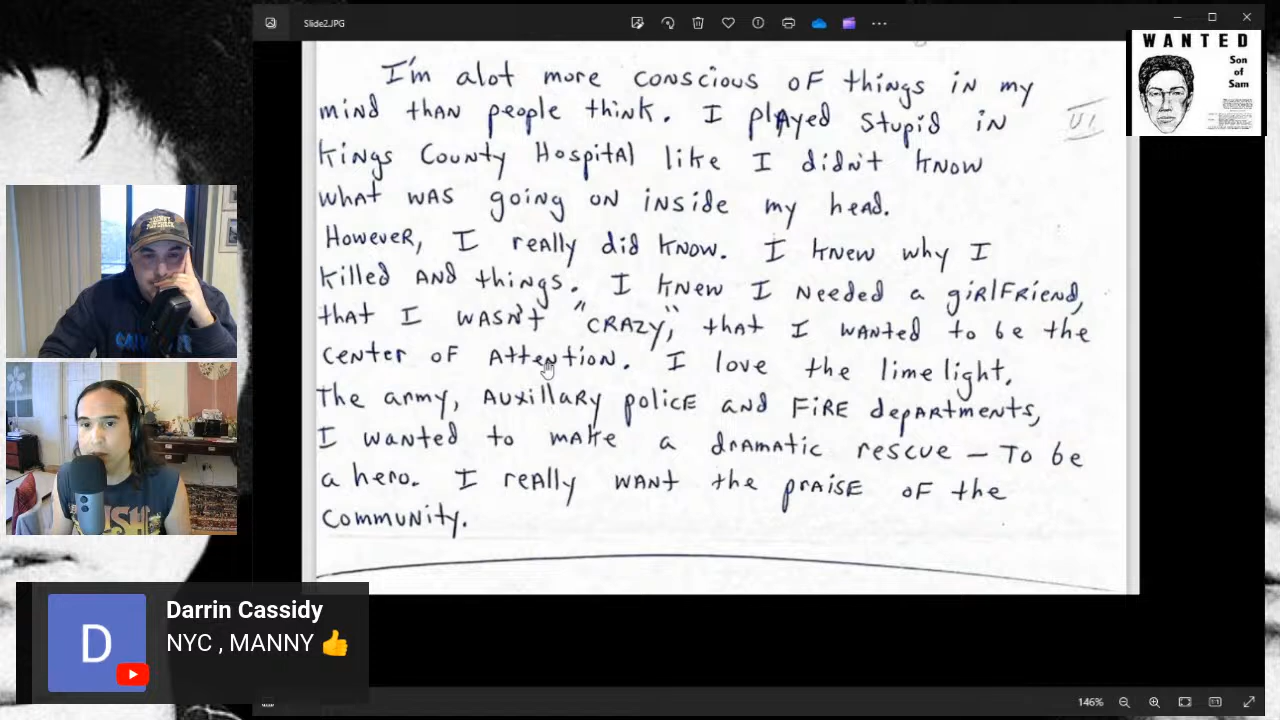 Slide2.JPG
WANTED
Son
of
Sam
I'm alot more conscious of things in my
mind than people think. I played stupid in
Kings County Hospital like I didn't know
what was going on inside my head.
However, I really did know. I knew why I
killed and things. I knew I needed a girlfriend,
that I wasn't "crazy", that I wanted to be the
center of attention. I love the lime light.
The army, Auxillary police and Fire departments,
I wanted to make a dramatic rescue — To be
a hero. I really want the praise of the
community.
Darrin Cassidy
NYC , MANNY 👍
D
146%